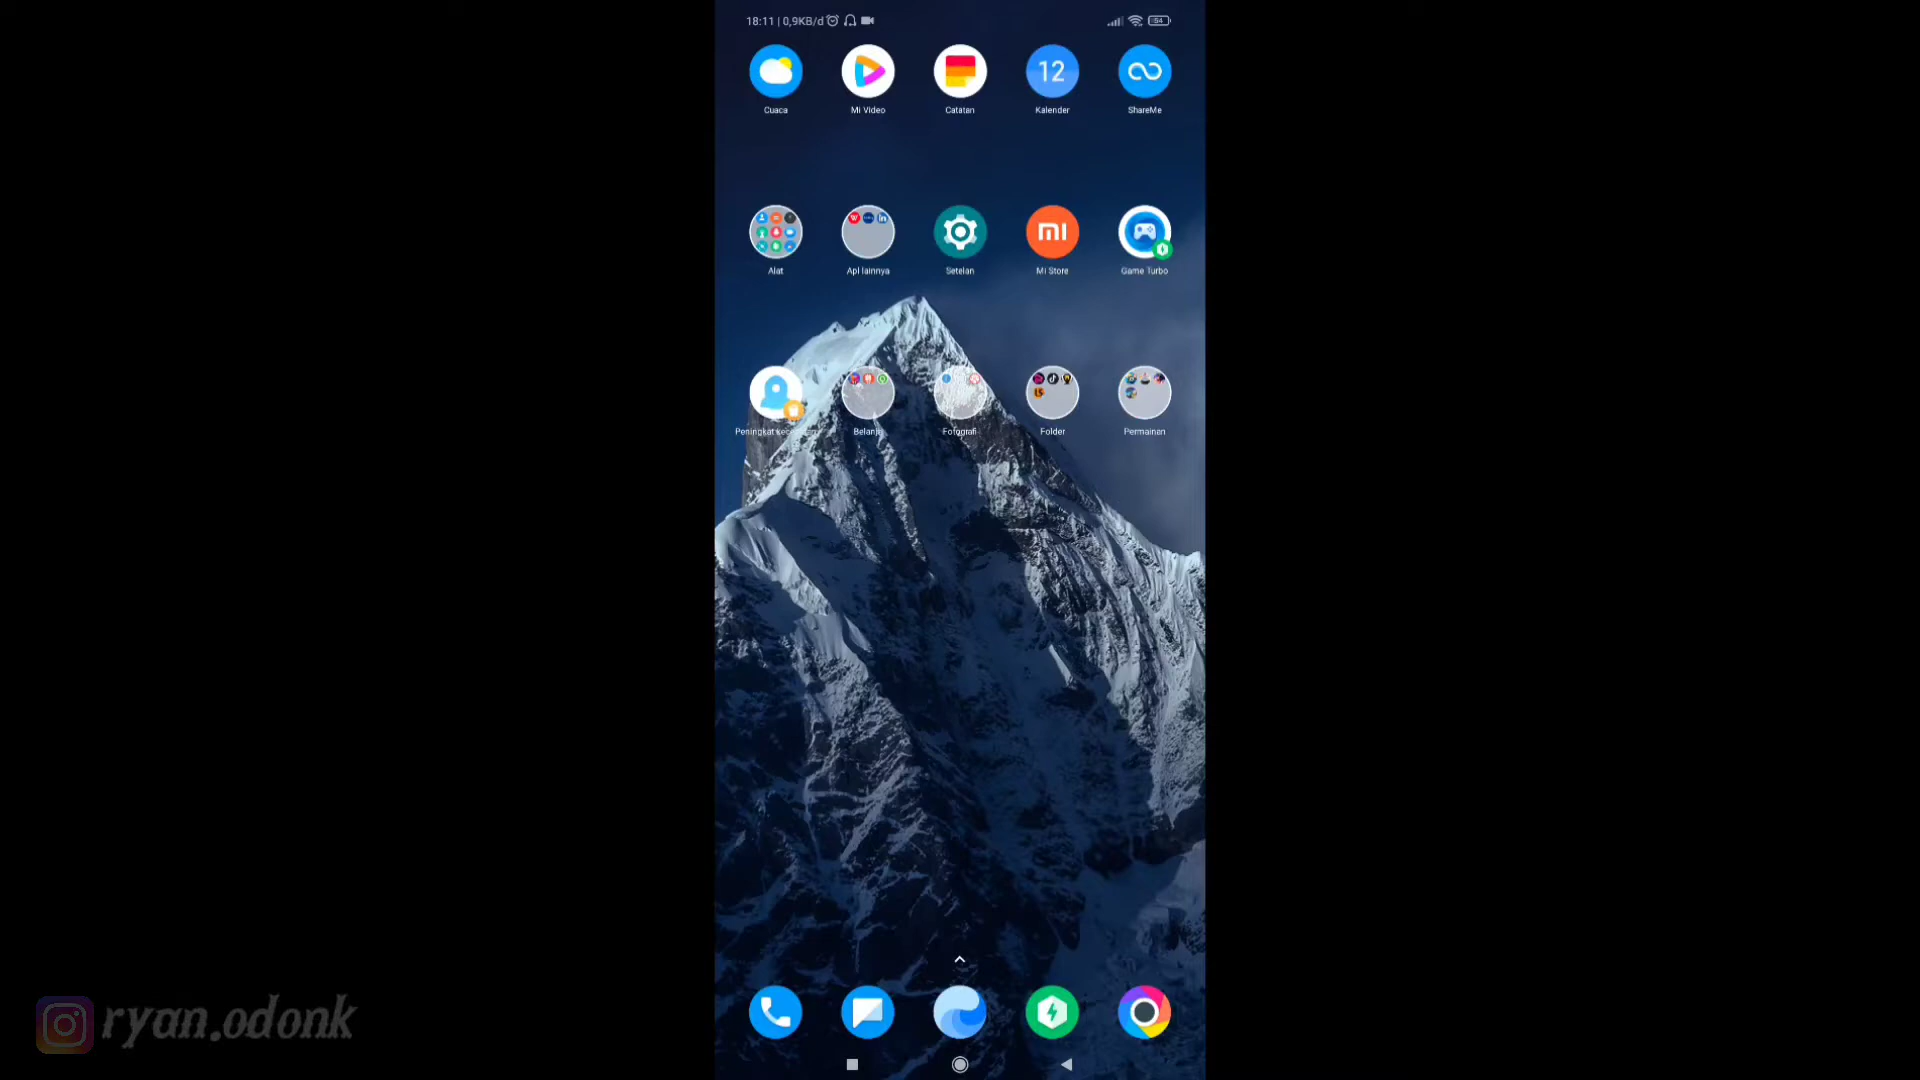 18:11 | 0,9KB/d
54
12
Cuaca
Mi Video
Catatan
Kalender
ShareMe
Alat
Apl lainnya
Setelan
Mi Store
Game Turbo
Belanja
Fotografi
Folder
Permainan
ryan.odonk